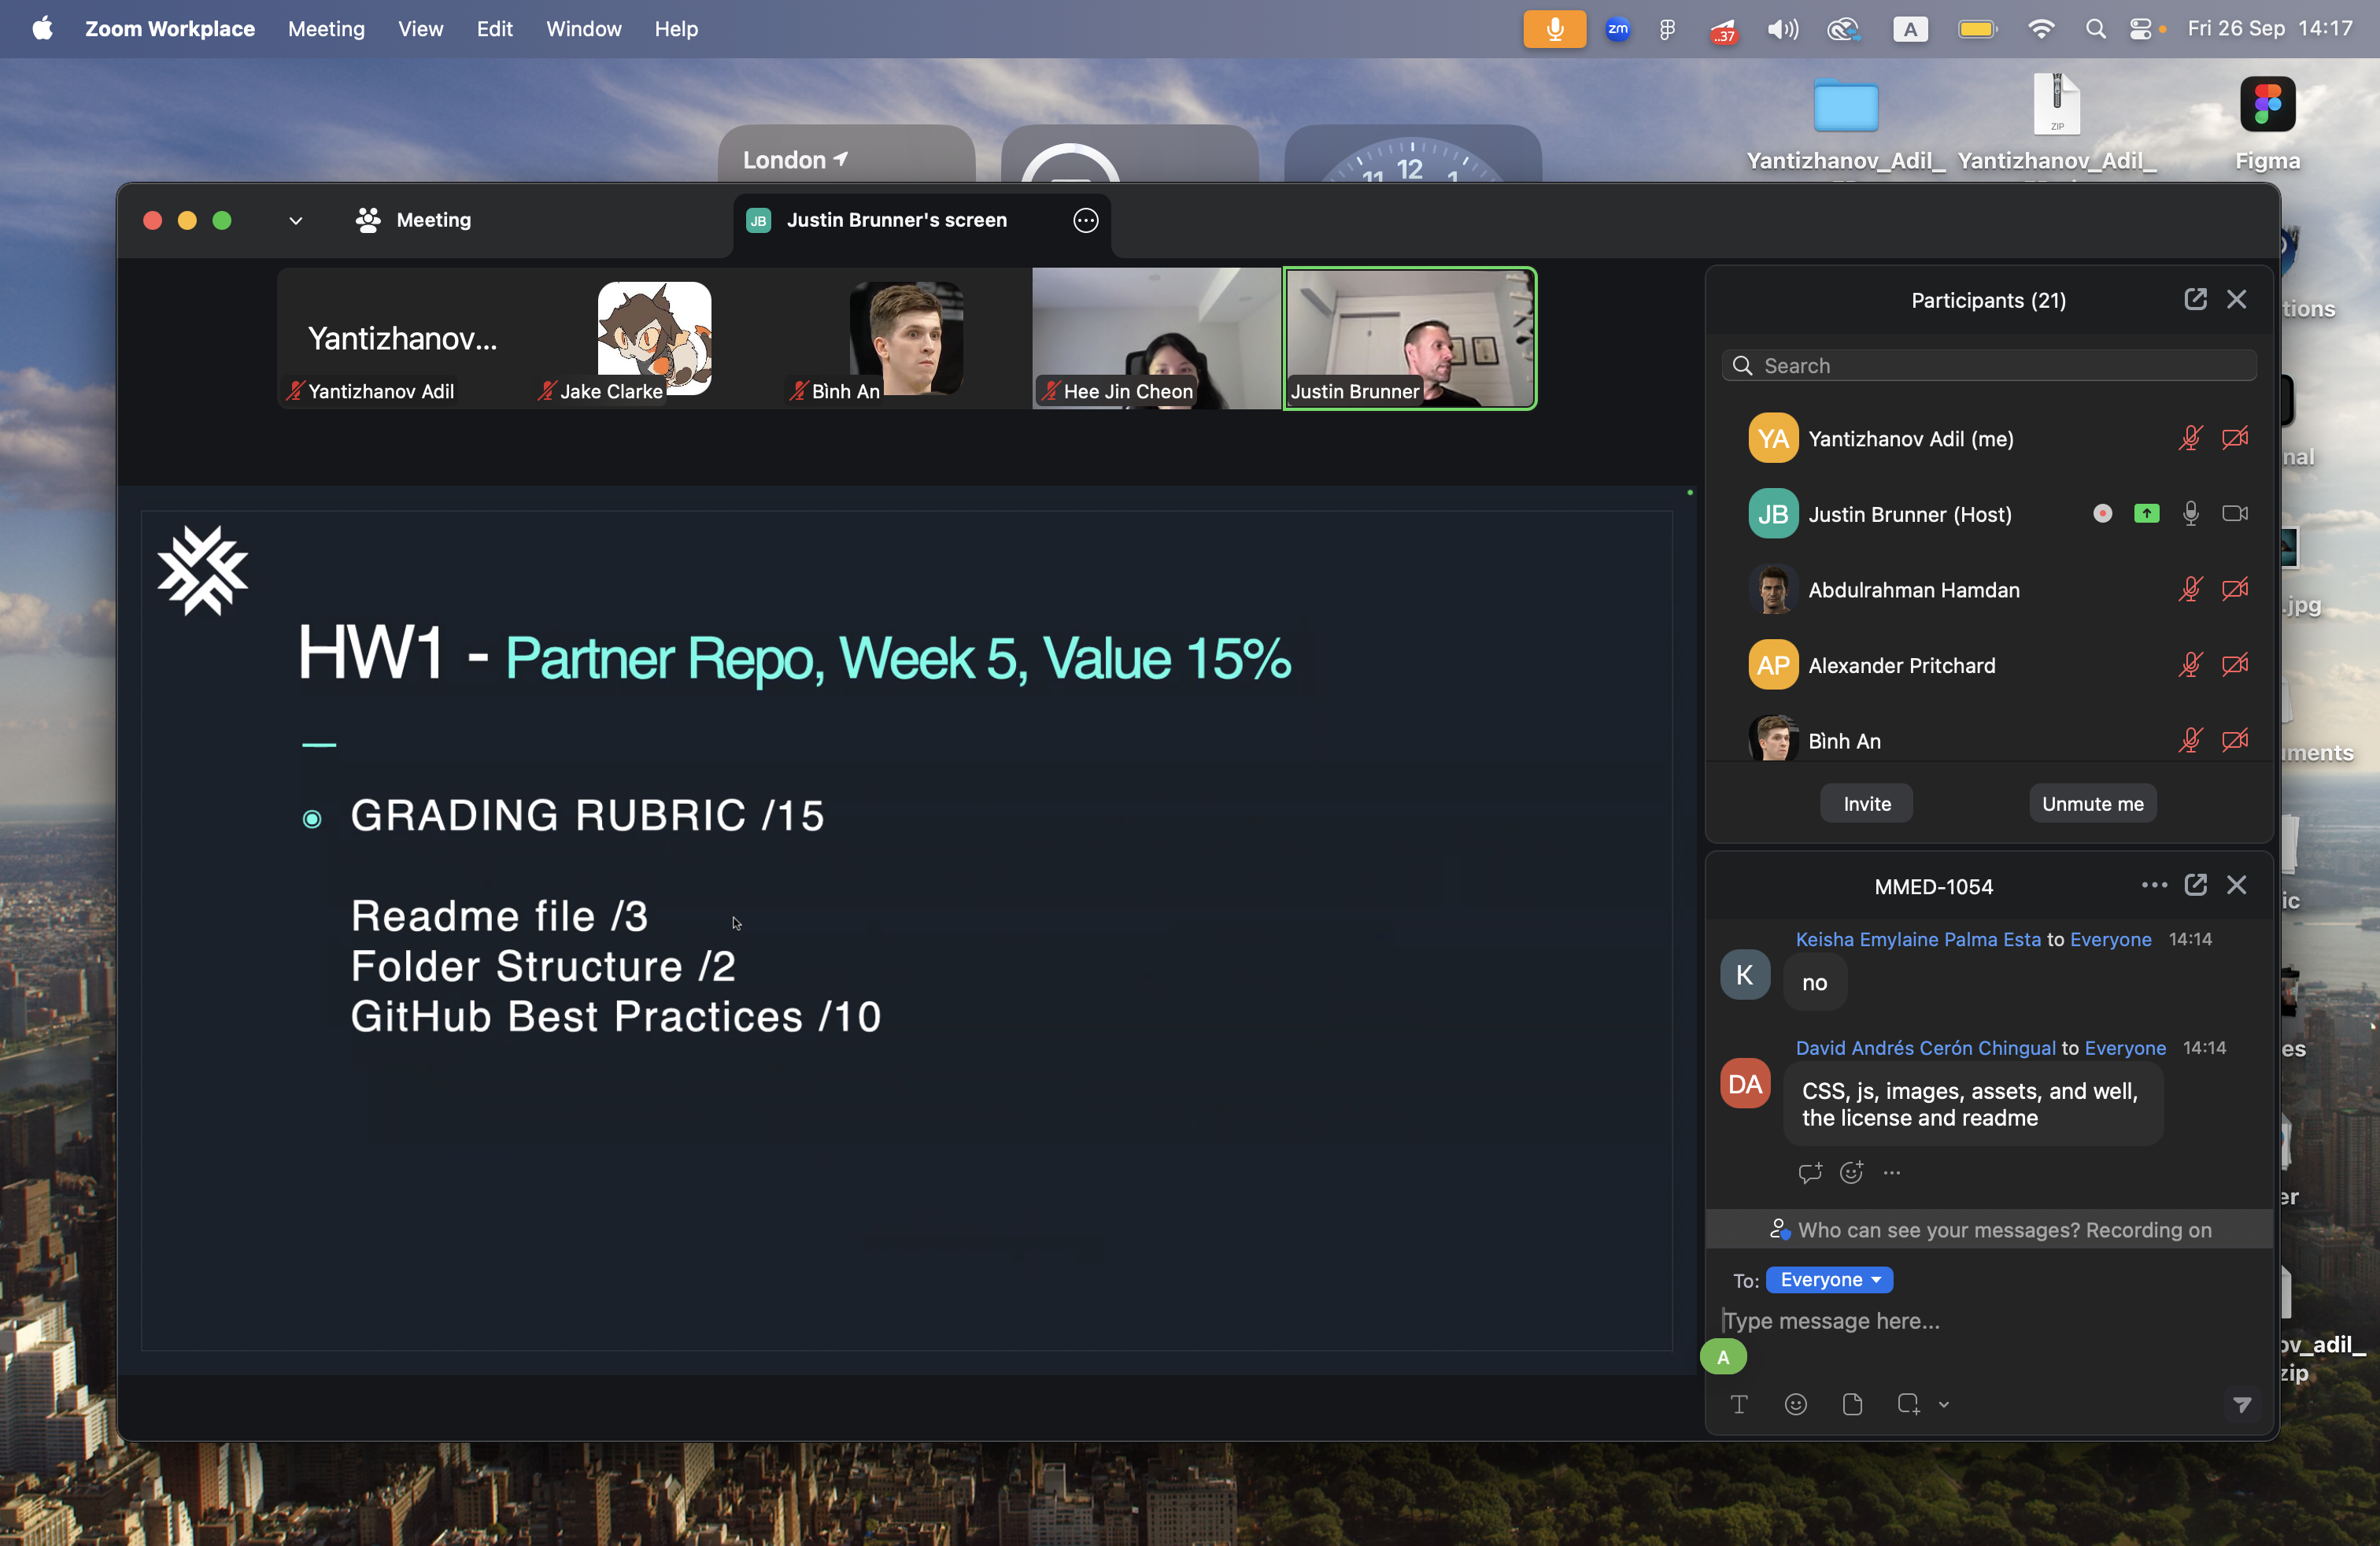 Zoom Workplace Meeting View Edit Window Help
zm
..37
A
Fri 26 Sep 14:17
London
11 12 1
Yantizhanov_Adil_
ZIP
Yantizhanov_Adil_
Figma
Meeting
JB Justin Brunner's screen
Yantizhanov...
Yantizhanov Adil
Jake Clarke
Bình An
Hee Jin Cheon
Justin Brunner
HW1 - Partner Repo, Week 5, Value 15%
GRADING RUBRIC /15
Readme file /3
Folder Structure /2
GitHub Best Practices /10
Participants (21)
Search
YA Yantizhanov Adil (me)
JB Justin Brunner (Host)
Abdulrahman Hamdan
AP Alexander Pritchard
Bình An
Invite
Unmute me
MMED-1054
Keisha Emylaine Palma Esta to Everyone 14:14
K
no
David Andrés Cerón Chingual to Everyone 14:14
DA
CSS, js, images, assets, and well,
the license and readme
Who can see your messages? Recording on
To: Everyone
Type message here...
A
tions
nal
.jpg
ments
ic
es
er
ov_adil_
zip